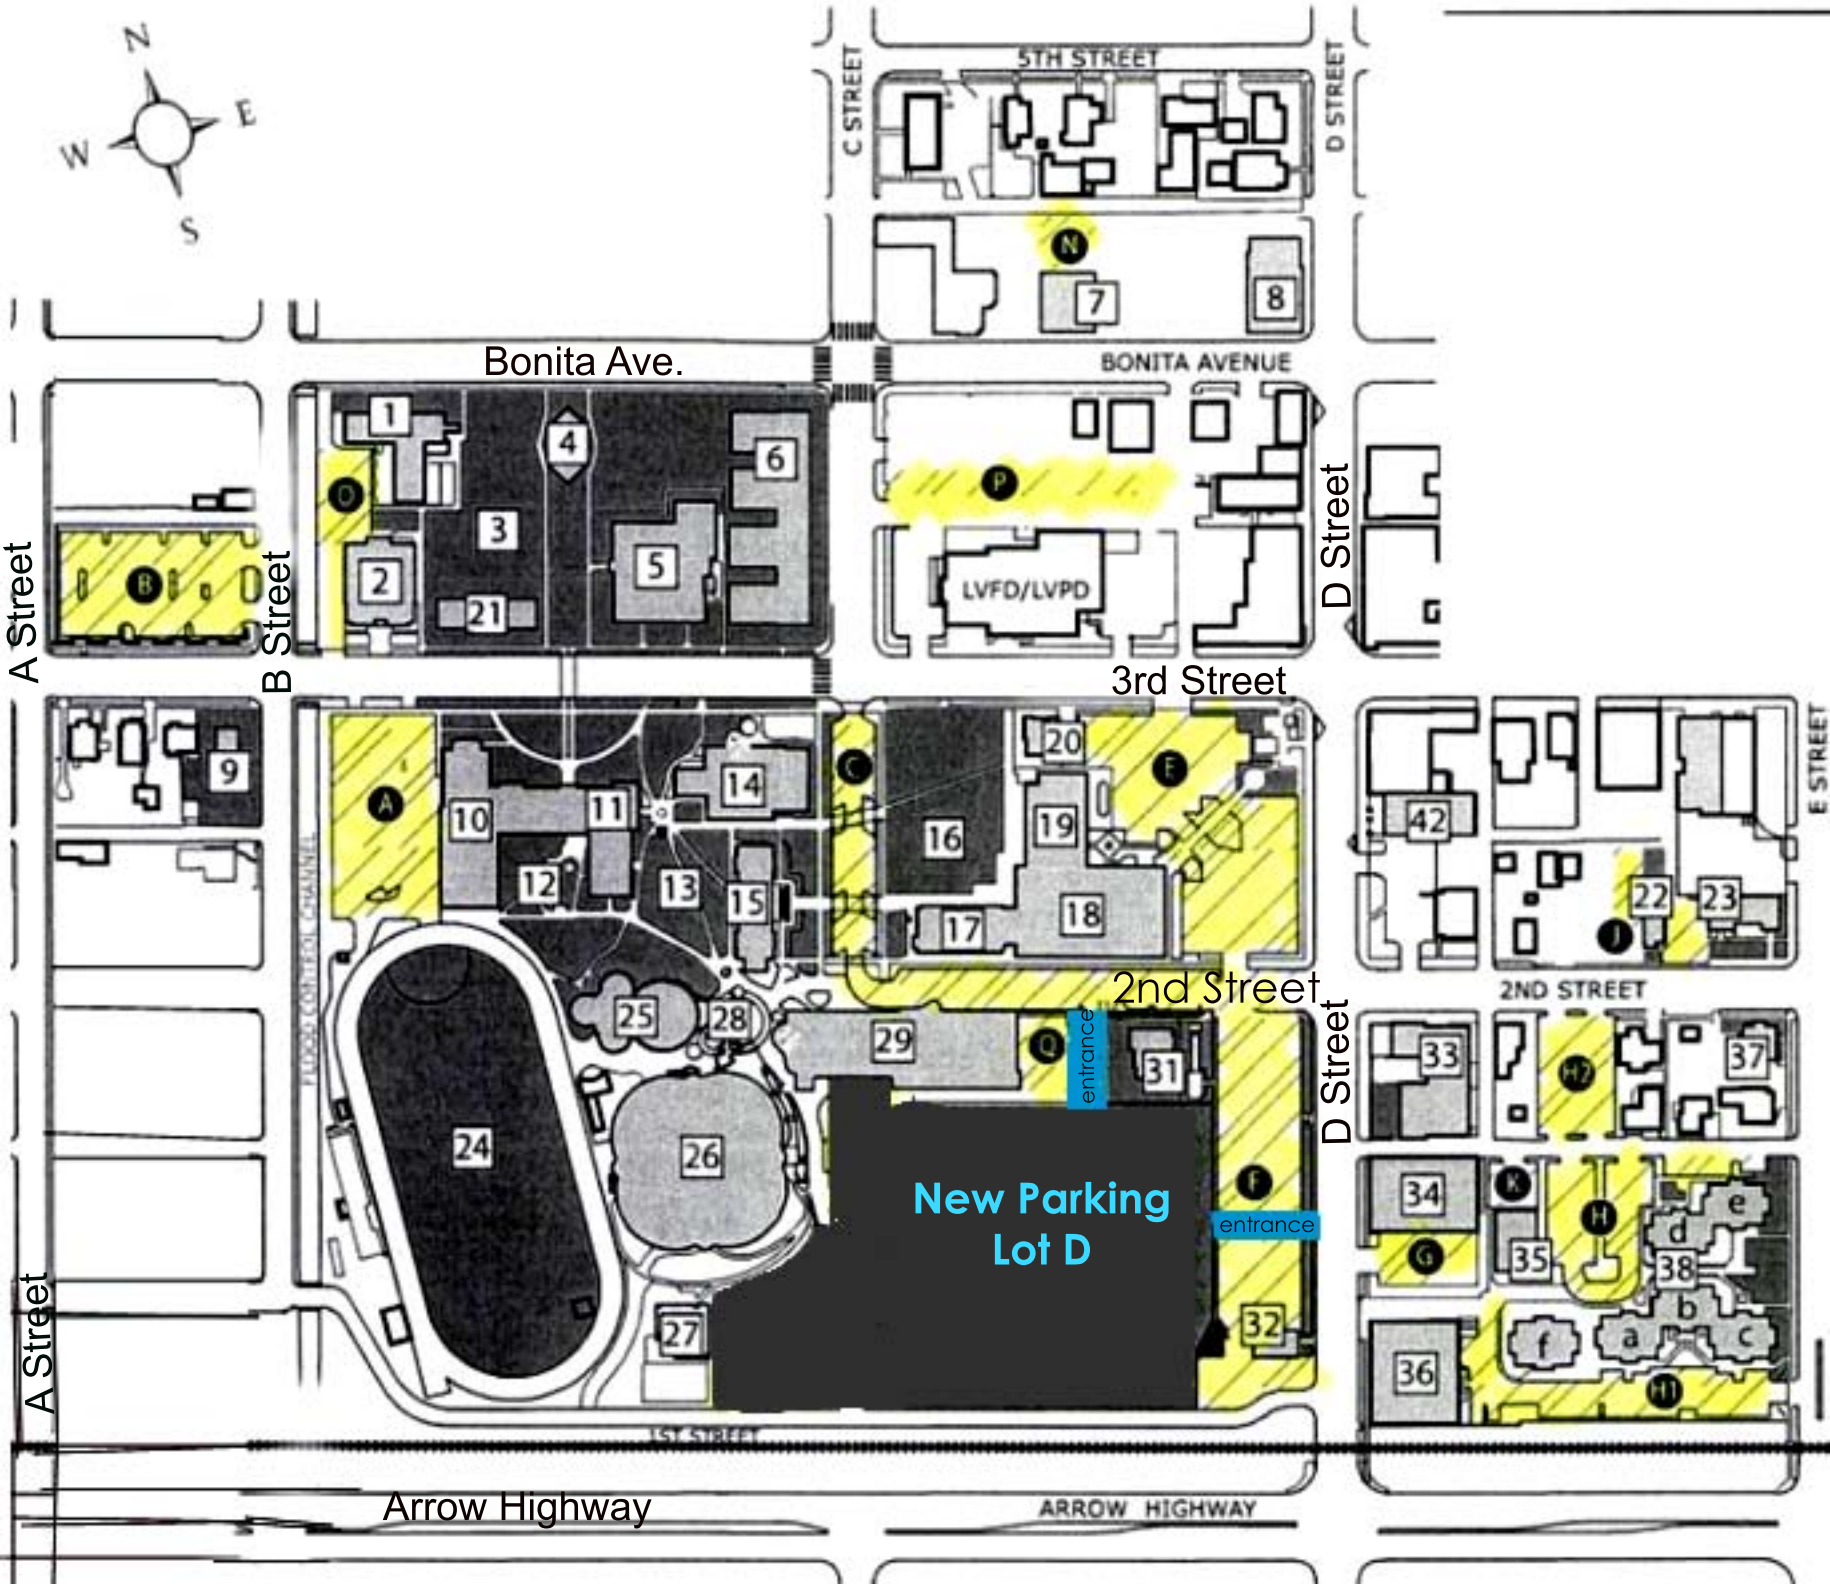 N
W
E
S
5TH STREET
C STREET
D STREET
N
7
8
Bonita Ave.
BONITA AVENUE
1
4
6
O
3
5
P
B
2
21
LVFD/LVPD
A Street
B Street
D Street
3rd Street
E STREET
9
A
10
11
14
C
20
E
19
16
42
12
13
15
17
18
22
23
J
FLOOD CONTROL CHANNEL
2nd Street
2ND STREET
25
28
29
Q
entrance
31
D Street
33
H2
37
24
26
New Parking
Lot D
F
entrance
34
K
H
e
d
G
35
38
27
32
b
f
a
c
36
H1
A Street
1ST STREET
Arrow Highway
ARROW HIGHWAY